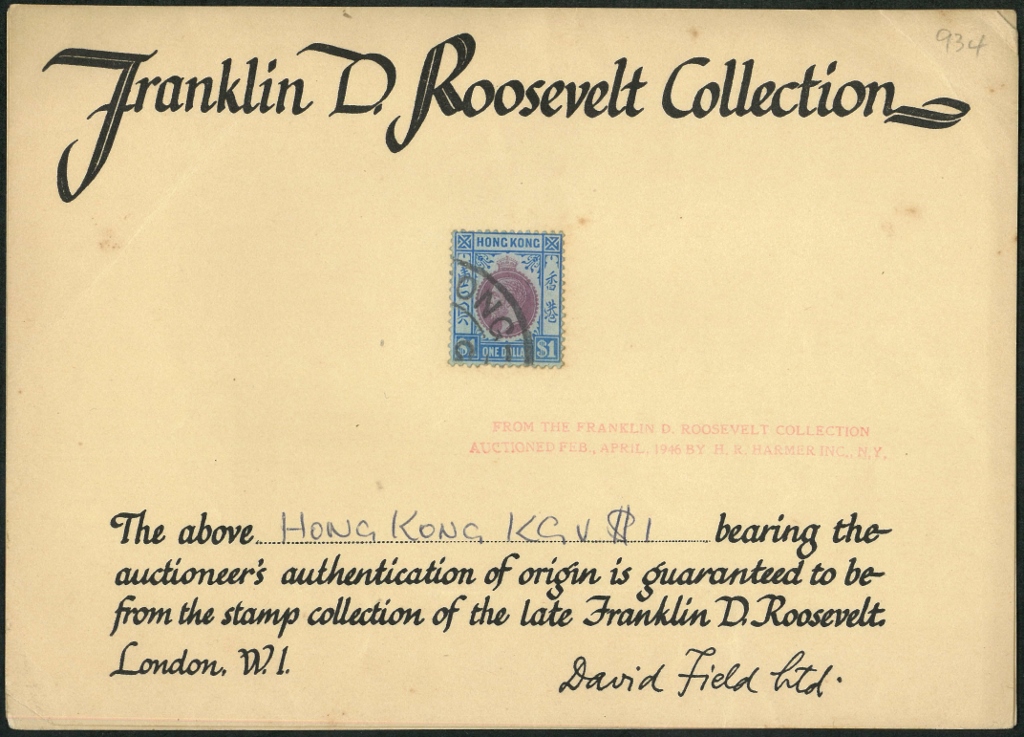 934
Franklin D. Roosevelt Collection
HONG KONG
香港
ONG
ONE DOLLAR
$1
FROM THE FRANKLIN D. ROOSEVELT COLLECTION
AUCTIONED FEB., APRIL, 1946 BY H. R. HARMER INC., N.Y.
The above HONG KONG KGV $1 bearing the
auctioneer's authentication of origin is guaranteed to be
from the stamp collection of the late Franklin D. Roosevelt.
London, W.1.
David Field Ltd.